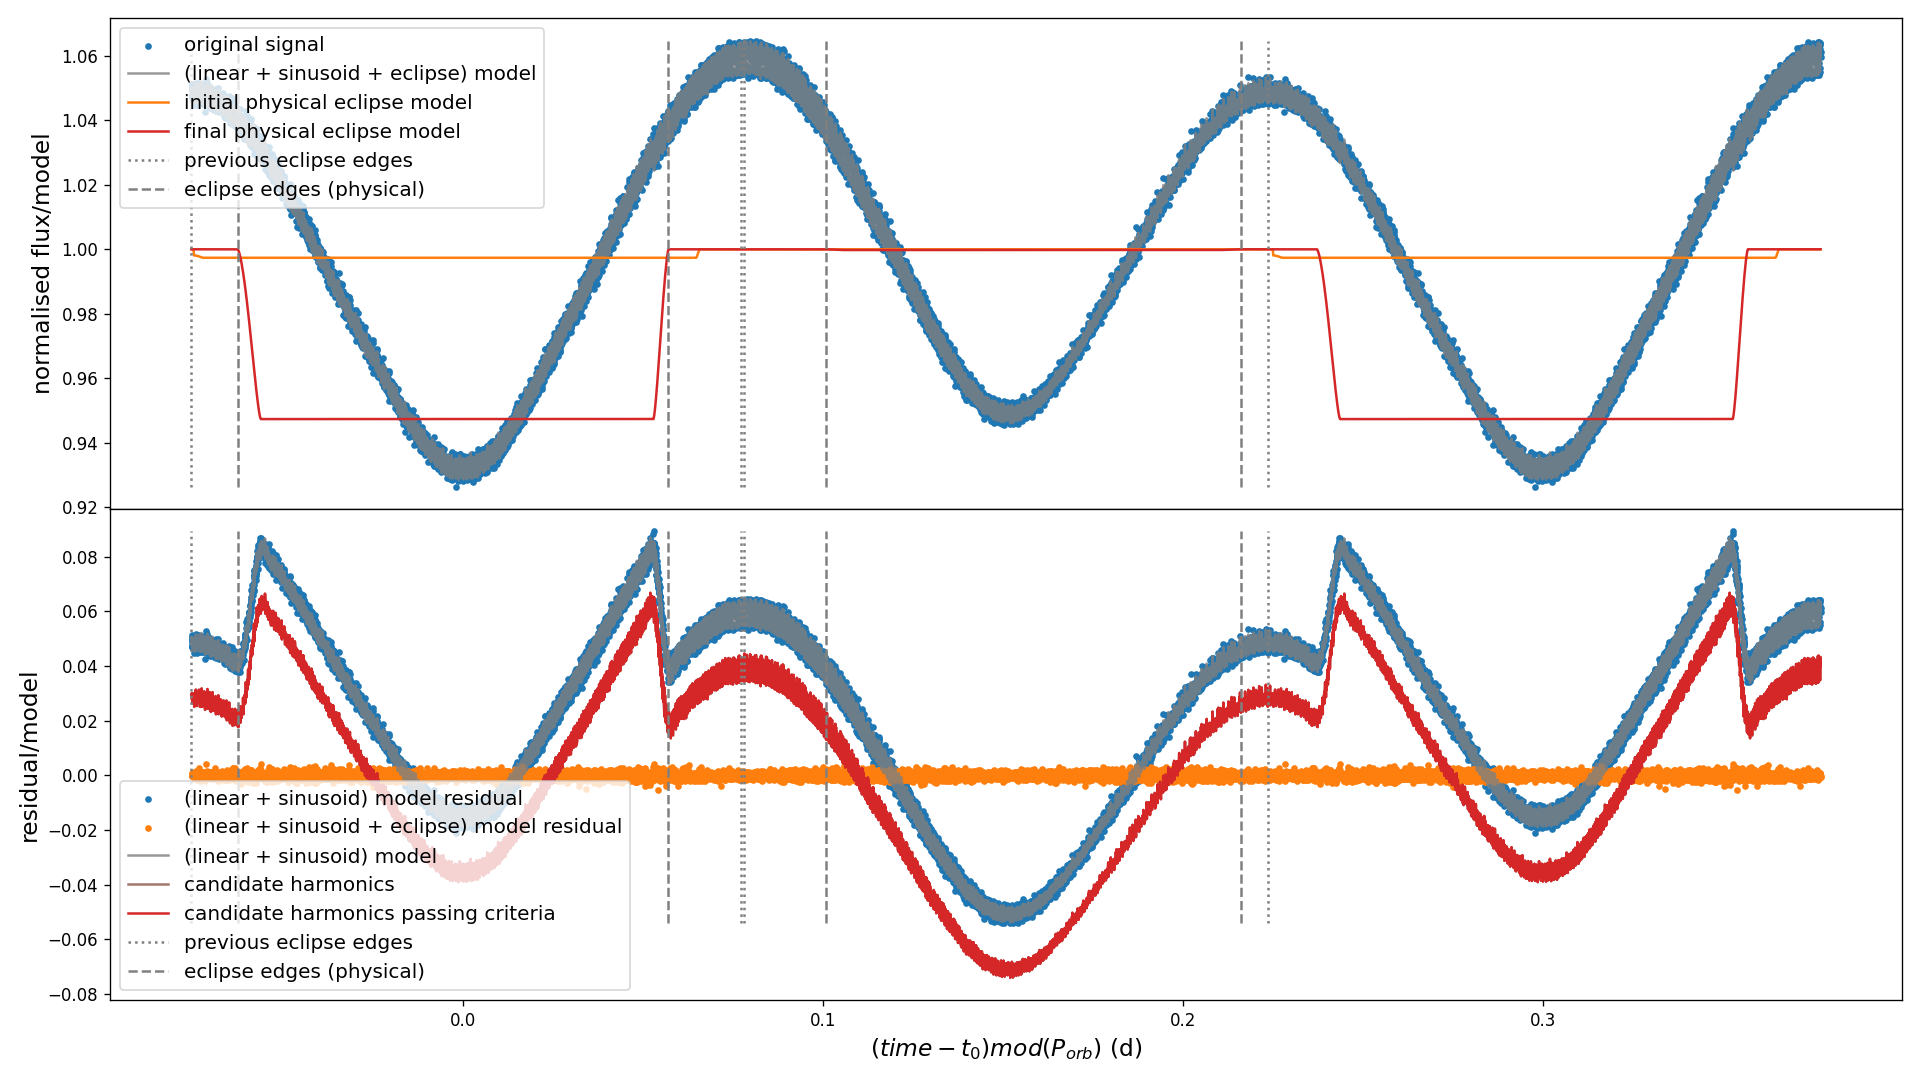 normalised flux/model
1.06
1.04
1.02
1.00
0.98
0.96
0.94
0.92
original signal
(linear + sinusoid + eclipse) model
initial physical eclipse model
final physical eclipse model
previous eclipse edges
eclipse edges (physical)
residual/model
0.08
0.06
0.04
0.02
0.00
−0.02
−0.04
−0.06
−0.08
(linear + sinusoid) model residual
(linear + sinusoid + eclipse) model residual
(linear + sinusoid) model
candidate harmonics
candidate harmonics passing criteria
previous eclipse edges
eclipse edges (physical)
0.0 0.1 0.2 0.3
(time − t₀)mod(Pₒᵣb) (d)